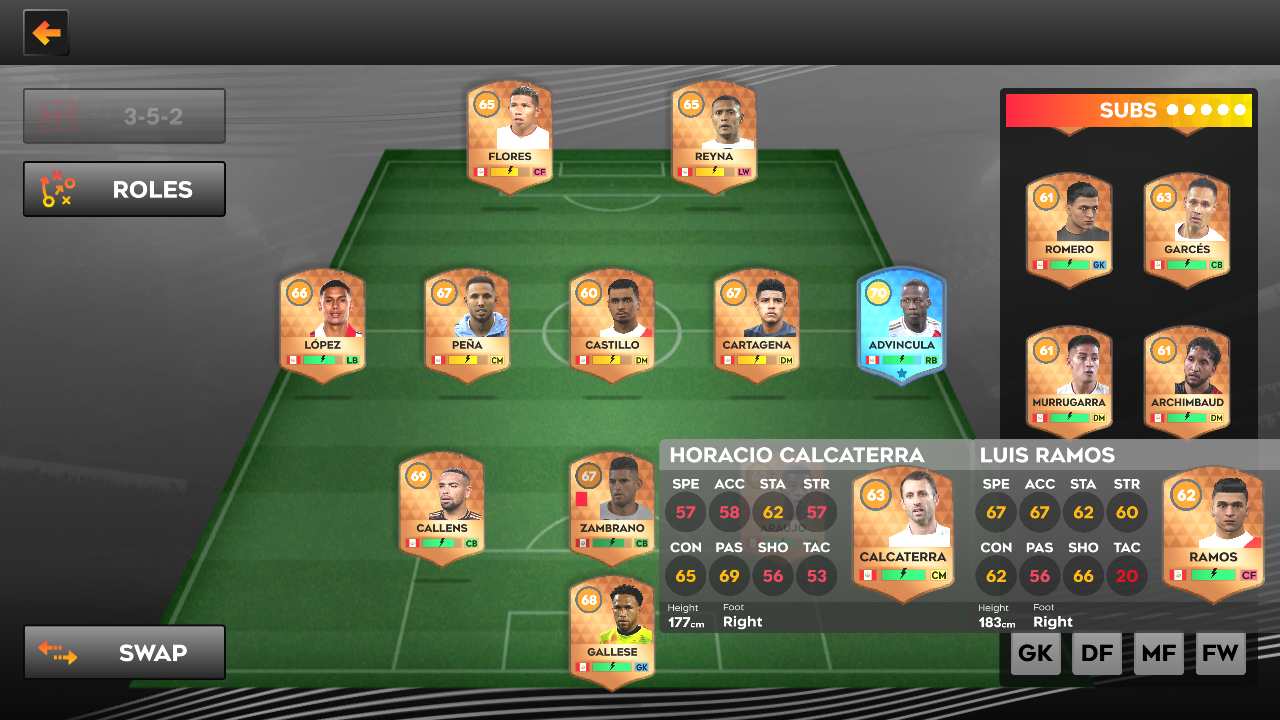 3-5-2
ROLES
SWAP
65
FLORES
CF
65
REYNA
LW
66
LÓPEZ
LB
67
PEÑA
CM
60
CASTILLO
DM
67
CARTAGENA
DM
70
ADVINCULA
RB
69
CALLENS
CB
67
ZAMBRANO
CB
ARAUJO
68
GALLESE
GK
SUBS
61
ROMERO
GK
63
GARCÉS
CB
61
MURRUGARRA
DM
61
ARCHIMBAUD
DM
HORACIO CALCATERRA
SPE ACC STA STR
57 58 62 57
CON PAS SHO TAC
65 69 56 53
Height Foot
177cm Right
63
CALCATERRA
CM
LUIS RAMOS
SPE ACC STA STR
67 67 62 60
CON PAS SHO TAC
62 56 66 20
Height Foot
183cm Right
62
RAMOS
CF
GK DF MF FW